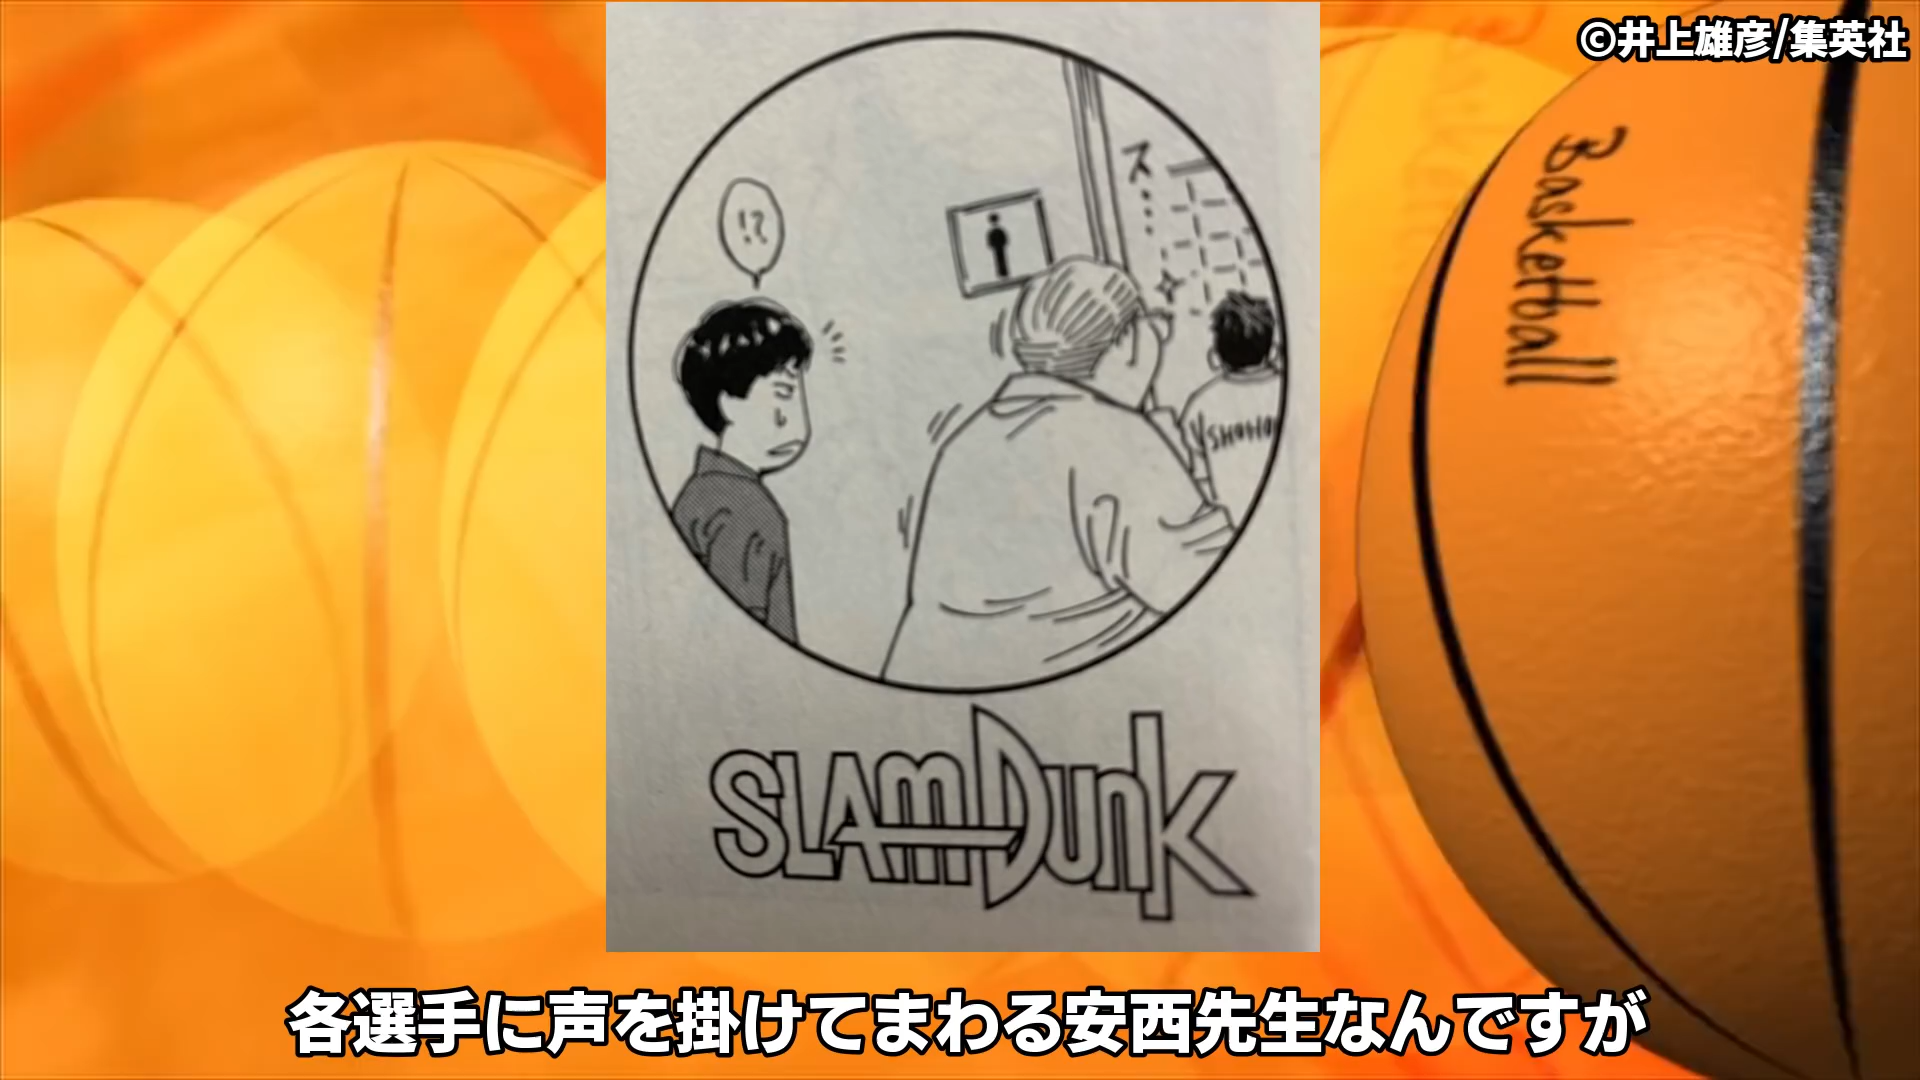 ©井上雄彦/集英社
Basketball
!?
ス・・・・
SHOHO
SLAM DUNK
各選手に声を掛けてまわる安西先生なんですが